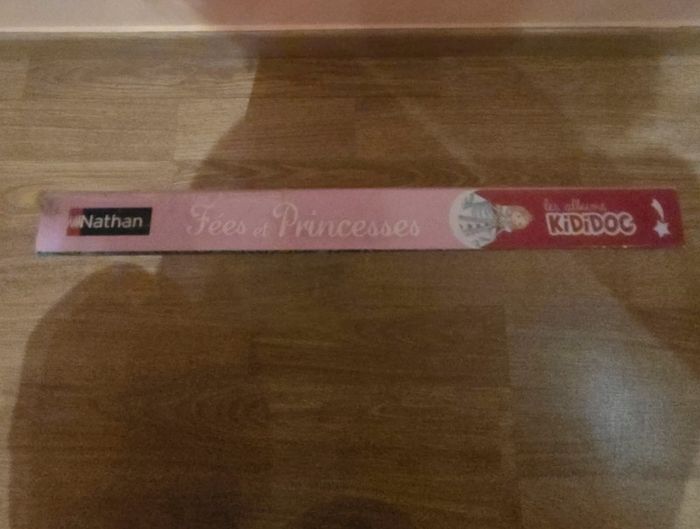 Nathan
Fées et Princesses
les albums
KiDiDOC